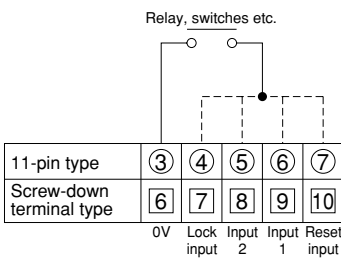 Relay, switches etc.
11-pin type ③ ④ ⑤ ⑥ ⑦
Screw-down
terminal type 6 7 8 9 10
0V Lock input Input 2 Input 1 Reset input